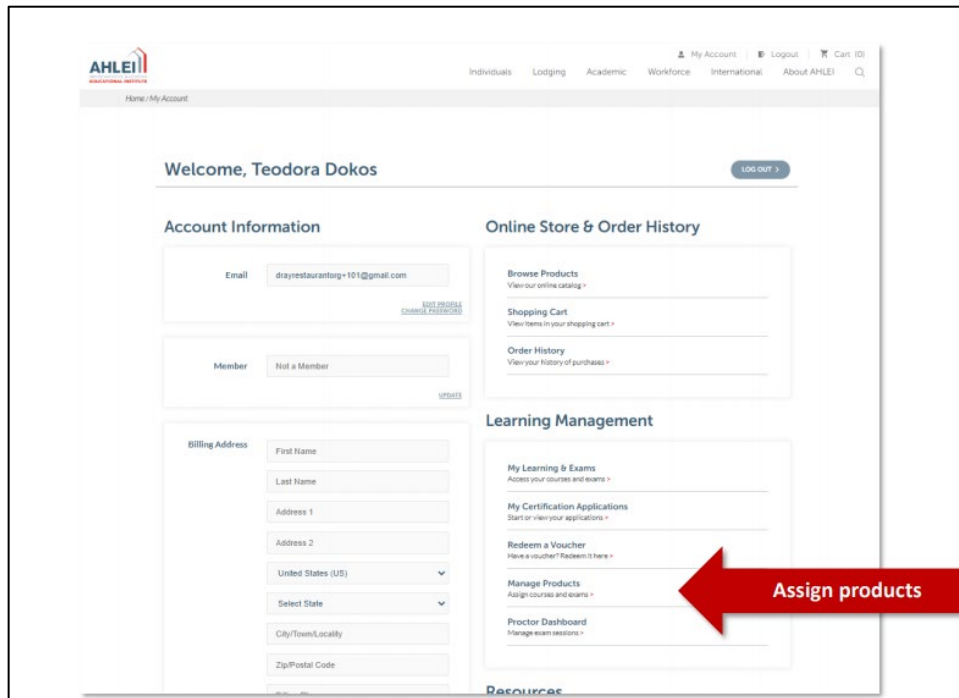 My Account | Logout | Cart (0)
AHLEI
EDUCATIONAL INSTITUTE
Individuals Lodging Academic Workforce International About AHLEI
Home / My Account
Welcome, Teodora Dokos
LOG OUT >
Account Information
Email
drayrestaurantorg+101@gmail.com
EDIT PROFILE
CHANGE PASSWORD
Member
Not a Member
UPDATE
Billing Address
First Name
Last Name
Address 1
Address 2
United States (US)
Select State
City/Town/Locality
Zip/Postal Code
Online Store & Order History
Browse Products
View our online catalog >
Shopping Cart
View items in your shopping cart >
Order History
View your history of purchases >
Learning Management
My Learning & Exams
Access your courses and exams >
My Certification Applications
Start or view your applications >
Redeem a Voucher
Have a voucher? Redeem it here >
Manage Products
Assign courses and exams >
Assign products
Proctor Dashboard
Manage exam sessions >
Resources